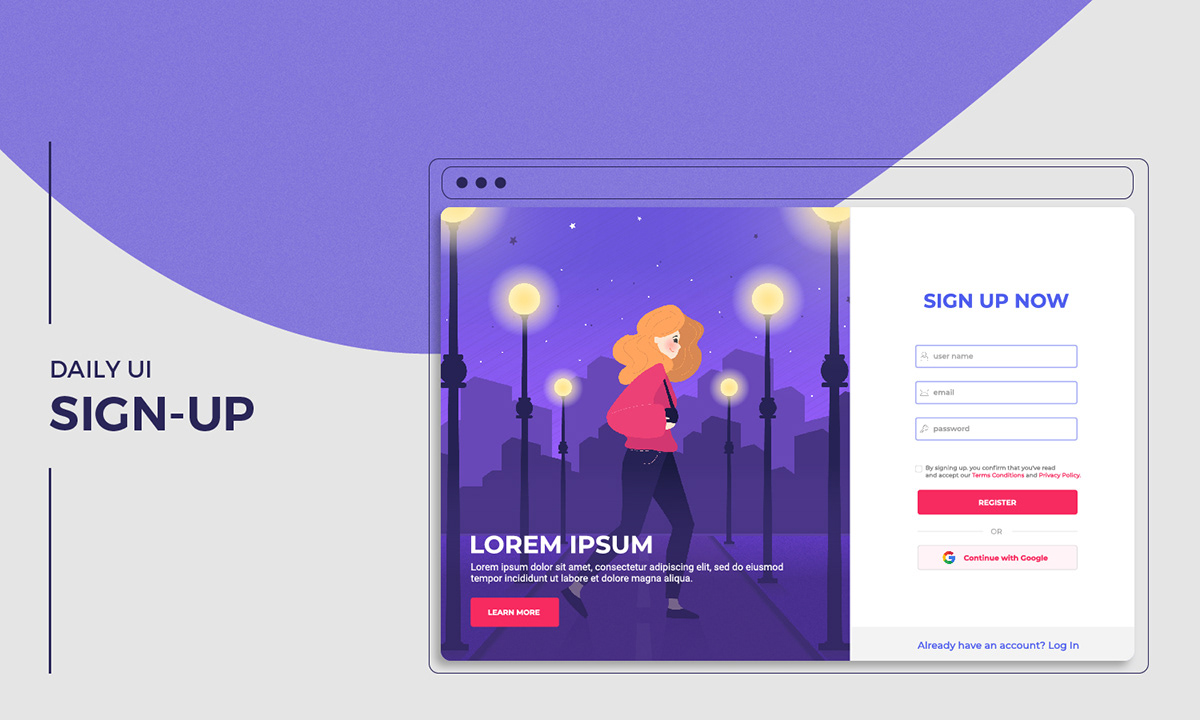 DAILY UI
SIGN-UP
LOREM IPSUM
Lorem ipsum dolor sit amet, consectetur adipiscing elit, sed do eiusmod
tempor incididunt ut labore et dolore magna aliqua.
LEARN MORE
SIGN UP NOW
user name
email
password
By signing up, you confirm that you've read
and accept our Terms Conditions and Privacy Policy.
REGISTER
OR
Continue with Google
Already have an account? Log In